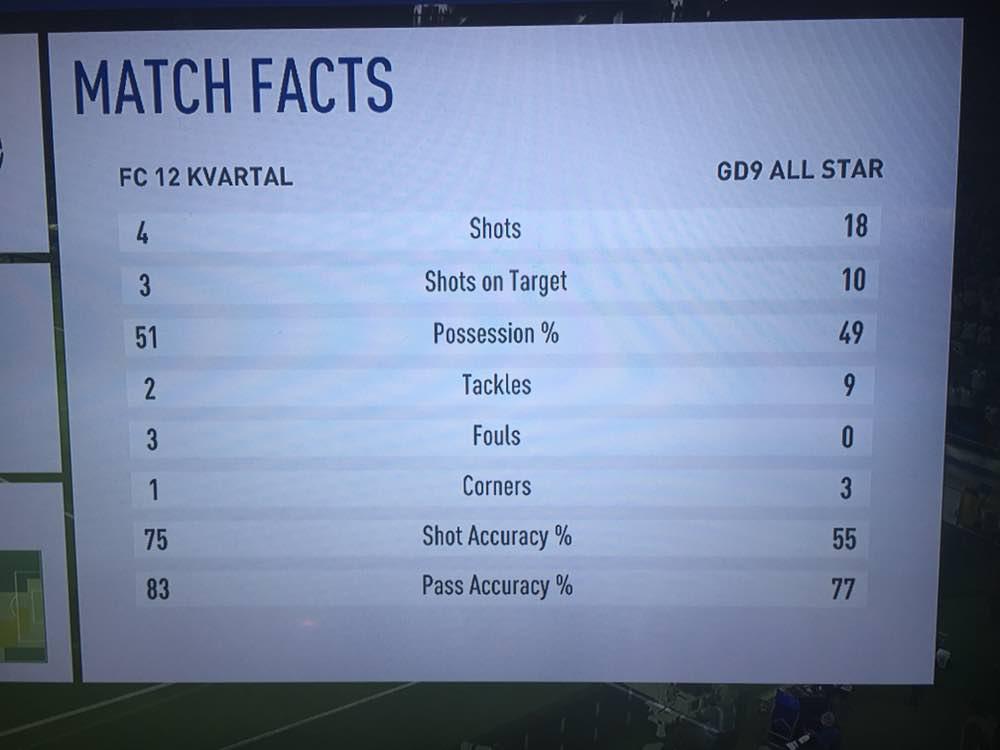 MATCH FACTS
FC 12 KVARTAL GD9 ALL STAR
4 Shots 18
3 Shots on Target 10
51 Possession % 49
2 Tackles 9
3 Fouls 0
1 Corners 3
75 Shot Accuracy % 55
83 Pass Accuracy % 77